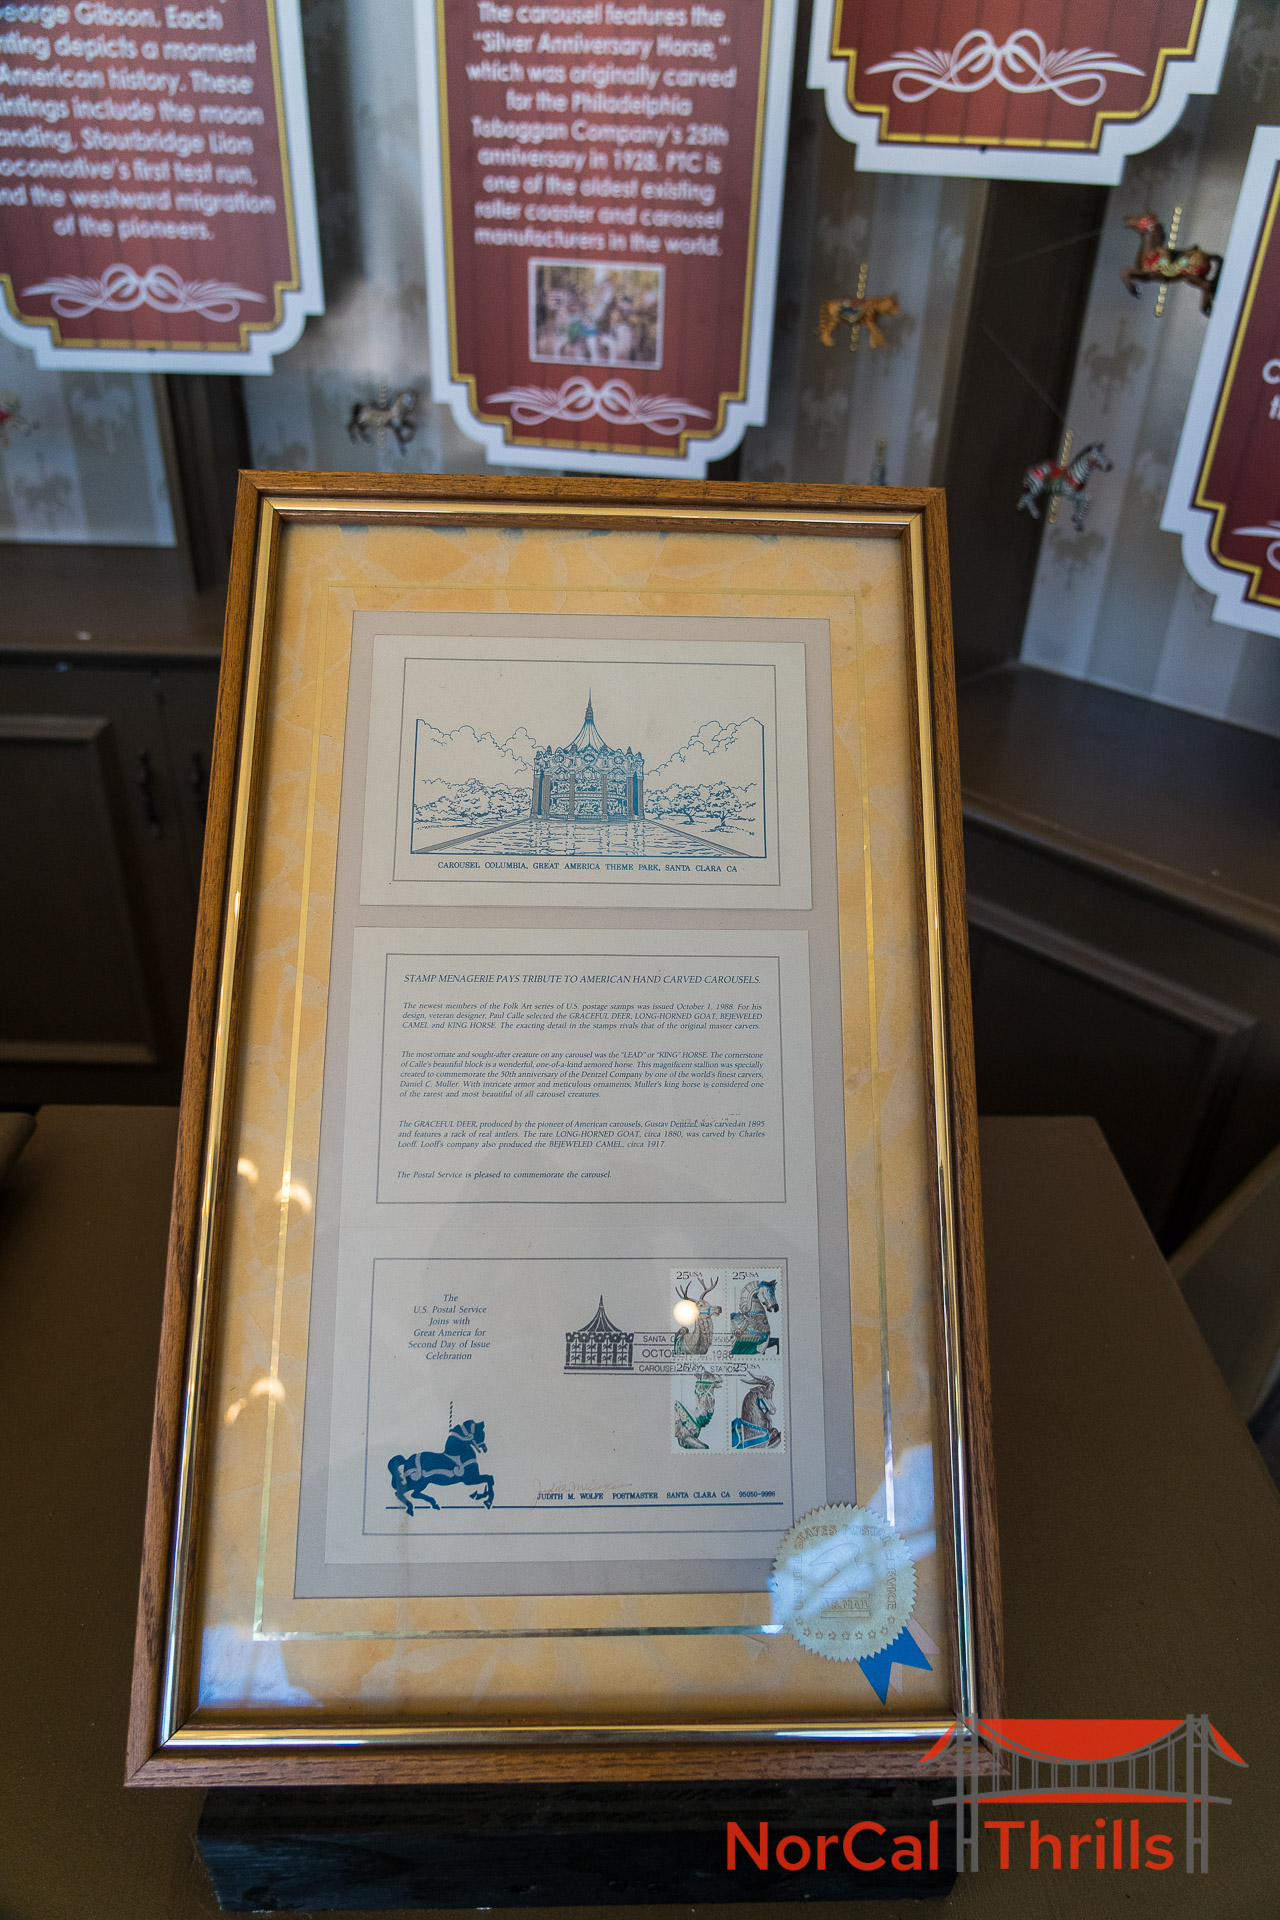 eorge Gibson. Each
nting depicts a moment
American history. These
intings include the moon
anding, Stourbridge Lion
ocomotive's first test run,
nd the westward migration
of the pioneers.
The carousel features the
"Silver Anniversary Horse,"
which was originally carved
for the Philadelphia
Toboggan Company's 25th
anniversary in 1928. PTC is
one of the oldest existing
roller coaster and carousel
manufacturers in the world.
CAROUSEL COLUMBIA, GREAT AMERICA THEME PARK, SANTA CLARA CA
STAMP MENAGERIE PAYS TRIBUTE TO AMERICAN HAND CARVED CAROUSELS.
The newest members of the Folk Art series of U.S. postage stamps was issued October 1, 1988. For his
design, veteran designer, Paul Calle selected the GRACEFUL DEER, LONG-HORNED GOAT, BEJEWELED
CAMEL and KING HORSE. The exacting detail in the stamps rivals that of the original master carvers.
The most ornate and sought-after creature on any carousel was the "LEAD" or "KING" HORSE. The cornerstone
of Calle's beautiful block is a wonderful, one-of-a-kind armored horse. This magnificent stallion was specially
created to commemorate the 50th anniversary of the Dentzel Company by one of the world's finest carvers,
Daniel C. Muller. With intricate armor and meticulous ornaments, Muller's king horse is considered one
of the rarest and most beautiful of all carousel creatures.
The GRACEFUL DEER, produced by the pioneer of American carousels, Gustav Dentzel, was carved in 1895
and features a rack of real antlers. The rare LONG-HORNED GOAT, circa 1880, was carved by Charles
Looff. Looff's company also produced the BEJEWELED CAMEL, circa 1917.
The Postal Service is pleased to commemorate the carousel.
The
U.S. Postal Service
Joins with
Great America for
Second Day of Issue
Celebration
25USA
25USA
25USA
25USA
SANTA
OCTOBER
CAROUSEL STATION
JUDITH M. WOLFE POSTMASTER SANTA CLARA CA 95050-9998
UNITED STATES POSTAL SERVICE
U.S. MAIL
NorCal Thrills